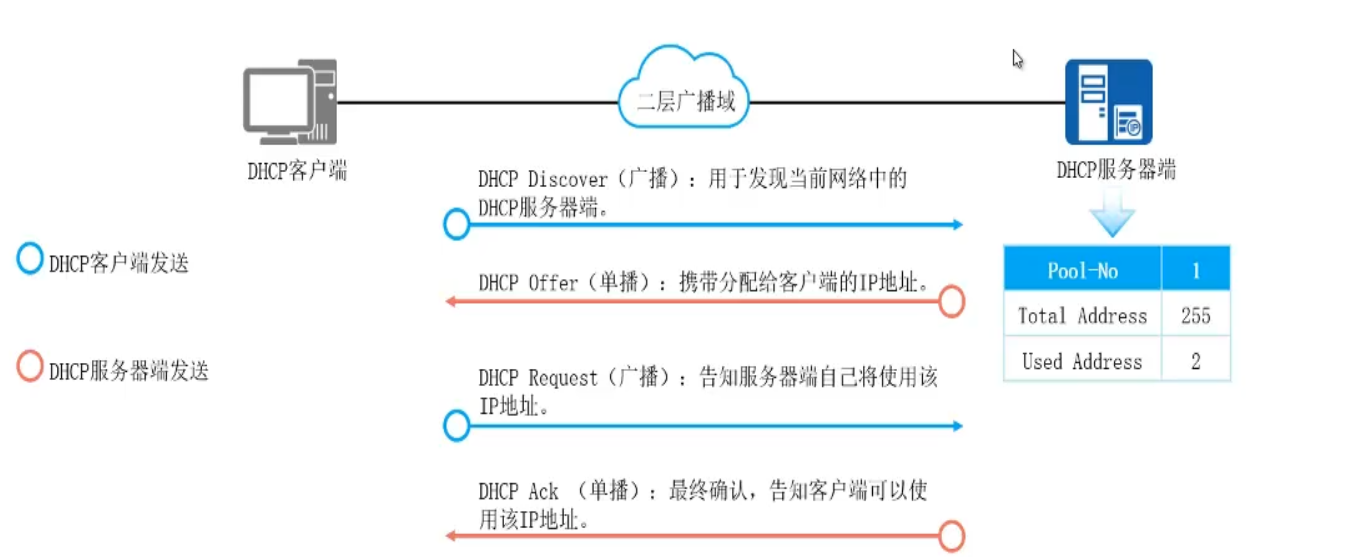 二层广播域
DHCP客户端
DHCP服务器端
DHCP Discover（广播）：用于发现当前网络中的
DHCP服务器端。
DHCP客户端发送
DHCP Offer（单播）：携带分配给客户端的IP地址。
Pool-No 1
Total Address 255
Used Address 2
DHCP服务器端发送
DHCP Request（广播）：告知服务器端自己将使用该
IP地址。
DHCP Ack （单播）：最终确认，告知客户端可以使
用该IP地址。
IP